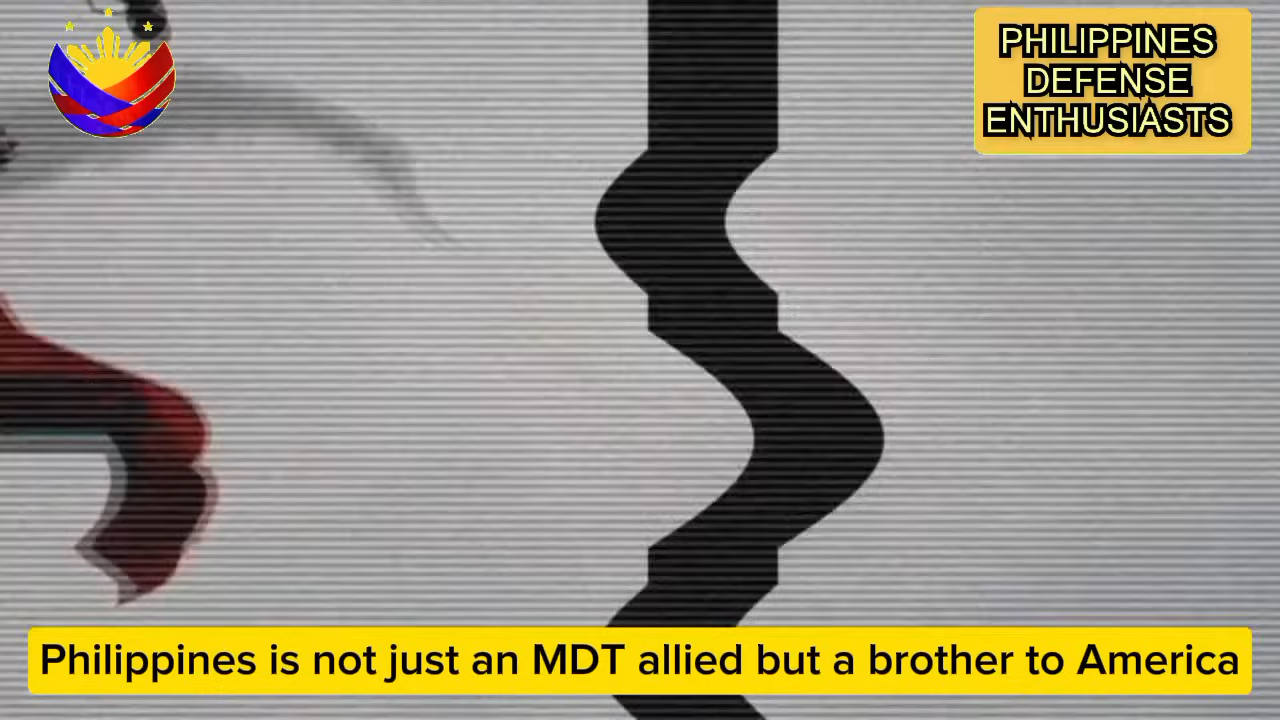 PHILIPPINES
DEFENSE
ENTHUSIASTS
Philippines is not just an MDT allied but a brother to America